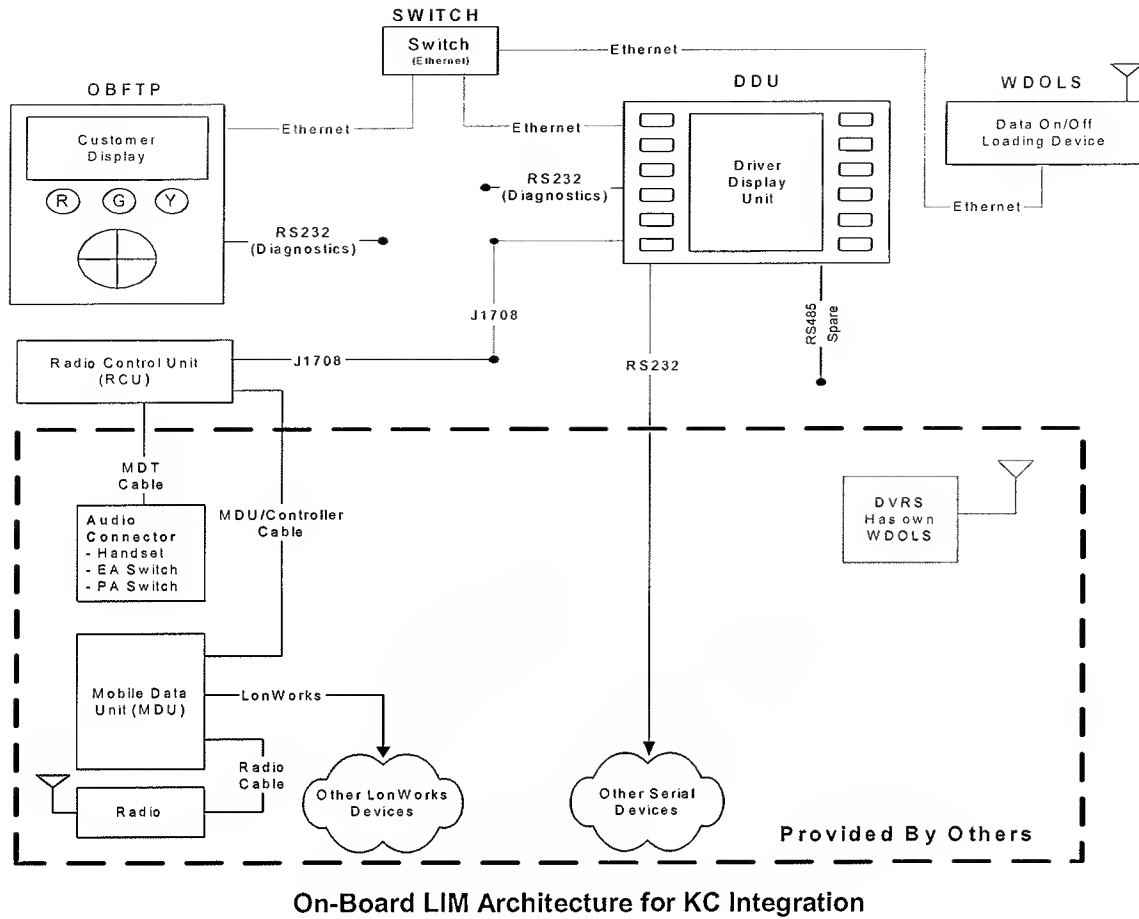 SWITCH
Switch
(Ethernet)
Ethernet
OBFTP
DDU
WDOLS
Customer
Display
R G Y
Ethernet
Ethernet
Driver
Display
Unit
Data On/Off
Loading Device
RS232
(Diagnostics)
Ethernet
RS232
(Diagnostics)
J1708
RS485
Spare
Radio Control Unit
(RCU)
J1708
RS232
MDT
Cable
MDU/Controller
Cable
Audio
Connector
- Handset
- EA Switch
- PA Switch
DVRS
Has own
WDOLS
Mobile Data
Unit (MDU)
LonWorks
Radio
Cable
Radio
Other LonWorks
Devices
Other Serial
Devices
Provided By Others
On-Board LIM Architecture for KC Integration